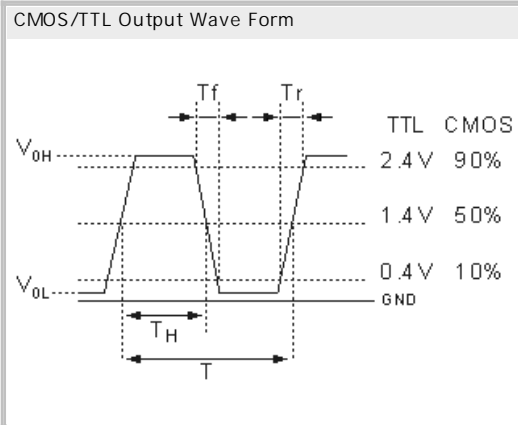 CMOS/TTL Output Wave Form
Tf Tr
TTL CMOS
V0H 2.4V 90%
1.4V 50%
0.4V 10%
V0L GND
TH
T